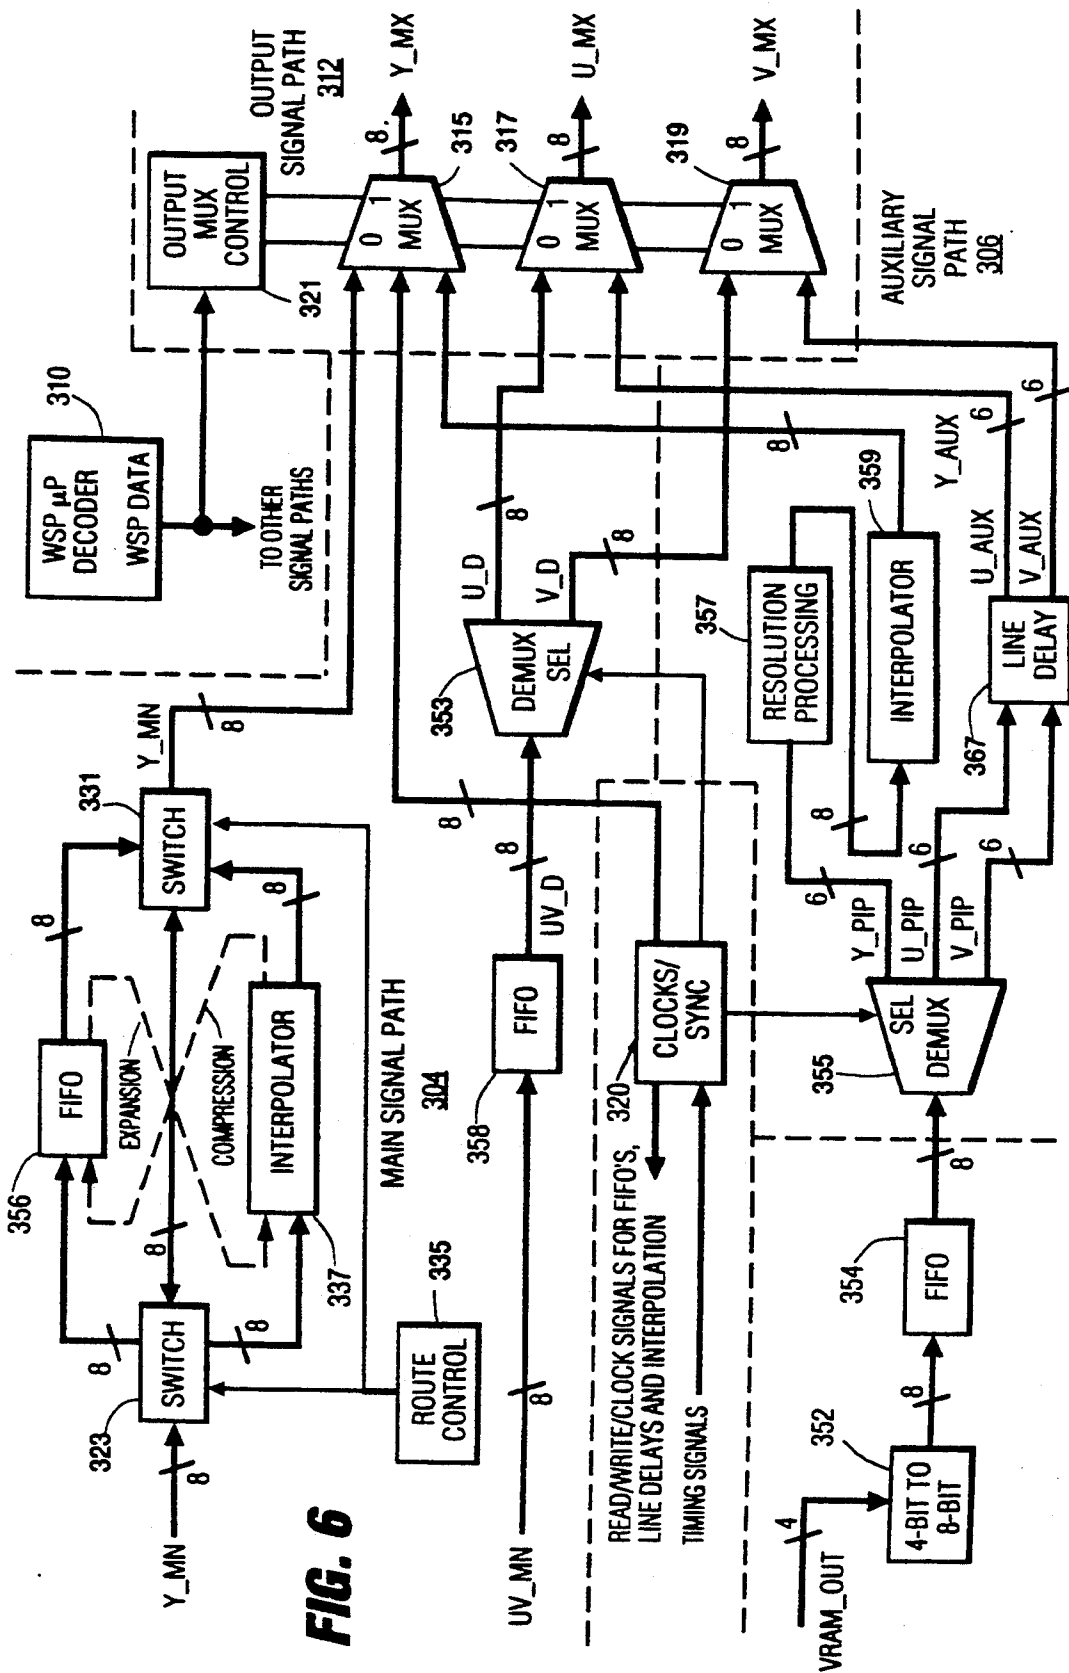 WSP μP
DECODER
WSP DATA
310
TO OTHER
SIGNAL PATHS
OUTPUT
MUX
CONTROL
321
OUTPUT
SIGNAL PATH
312
Y_MN
8
323
SWITCH
8
8
8
356
FIFO
EXPANSION
COMPRESSION
INTERPOLATOR
337
8
8
331
SWITCH
Y_MN
8
0
1
MUX
315
8.
Y_MX
335
ROUTE
CONTROL
MAIN SIGNAL PATH
304
FIG. 6
UV_MN
8
358
FIFO
8
UV_D
353
DEMUX
SEL
U_D
8
V_D
8
0
1
MUX
317
8
U_MX
0
1
MUX
319
8
V_MX
READ/WRITE/CLOCK SIGNALS FOR FIFO'S,
LINE DELAYS AND INTERPOLATION
TIMING SIGNALS
320
CLOCKS/
SYNC
8
AUXILIARY
SIGNAL
PATH
306
VRAM_OUT
4
352
4-BIT TO
8-BIT
8
354
FIFO
8
355
SEL
DEMUX
Y_PIP
6
U_PIP
6
V_PIP
6
357
RESOLUTION
PROCESSING
8
INTERPOLATOR
359
8
Y_AUX
367
LINE
DELAY
U_AUX
6
V_AUX
6